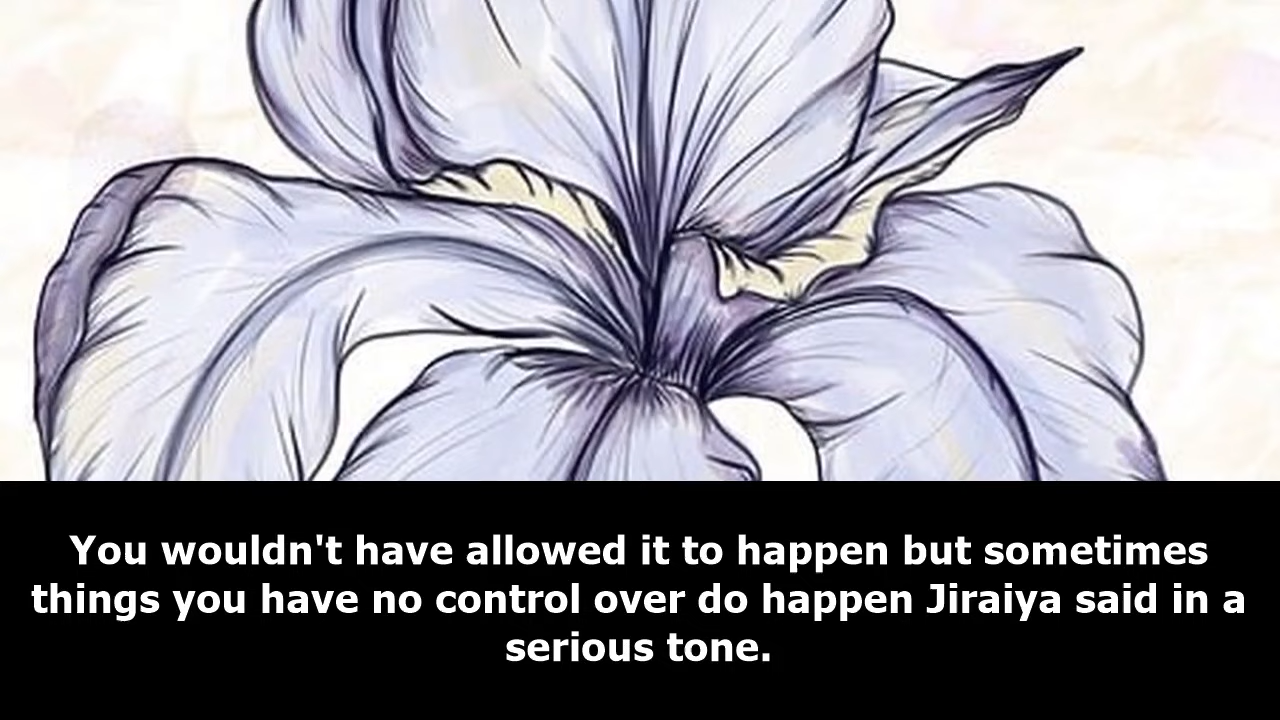 You wouldn't have allowed it to happen but sometimes
things you have no control over do happen Jiraiya said in a
serious tone.